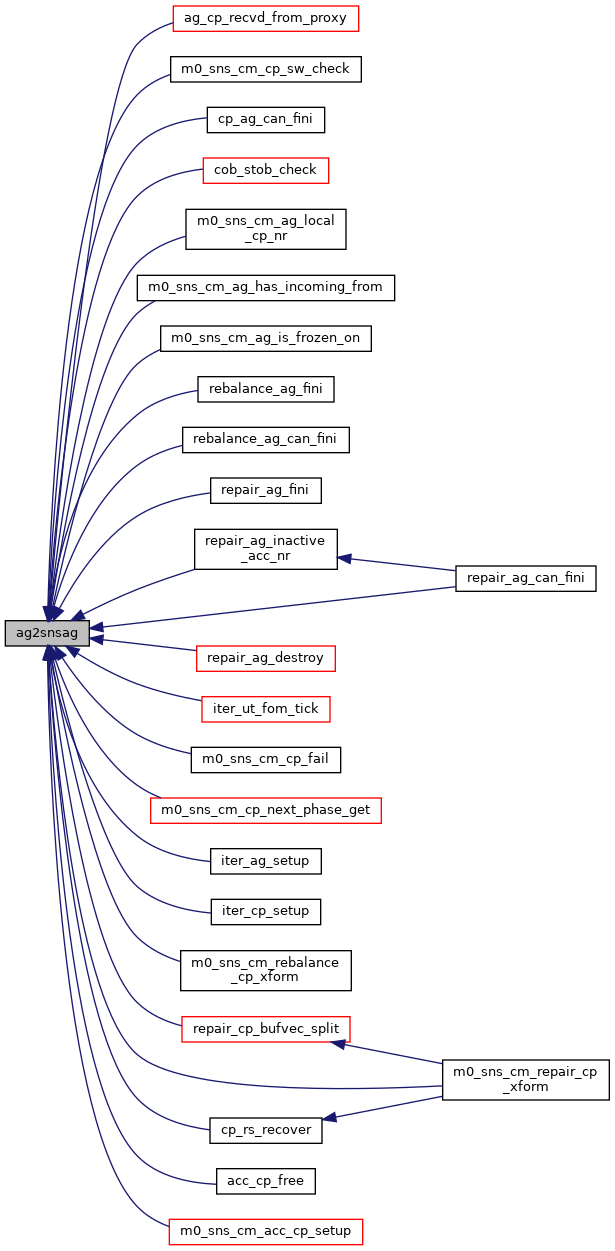 ag_cp_recvd_from_proxy
m0_sns_cm_cp_sw_check
cp_ag_can_fini
cob_stob_check
m0_sns_cm_ag_local
_cp_nr
m0_sns_cm_ag_has_incoming_from
m0_sns_cm_ag_is_frozen_on
rebalance_ag_fini
rebalance_ag_can_fini
repair_ag_fini
repair_ag_inactive
_acc_nr
repair_ag_can_fini
ag2snsag
repair_ag_destroy
iter_ut_fom_tick
m0_sns_cm_cp_fail
m0_sns_cm_cp_next_phase_get
iter_ag_setup
iter_cp_setup
m0_sns_cm_rebalance
_cp_xform
repair_cp_bufvec_split
m0_sns_cm_repair_cp
_xform
cp_rs_recover
acc_cp_free
m0_sns_cm_acc_cp_setup